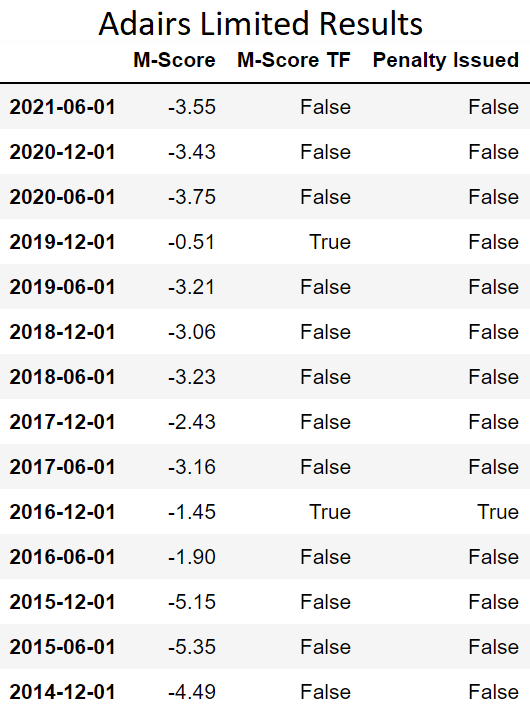 Adairs Limited Results
M-Score M-Score TF Penalty Issued
2021-06-01 -3.55 False False
2020-12-01 -3.43 False False
2020-06-01 -3.75 False False
2019-12-01 -0.51 True False
2019-06-01 -3.21 False False
2018-12-01 -3.06 False False
2018-06-01 -3.23 False False
2017-12-01 -2.43 False False
2017-06-01 -3.16 False False
2016-12-01 -1.45 True True
2016-06-01 -1.90 False False
2015-12-01 -5.15 False False
2015-06-01 -5.35 False False
2014-12-01 -4.49 False False